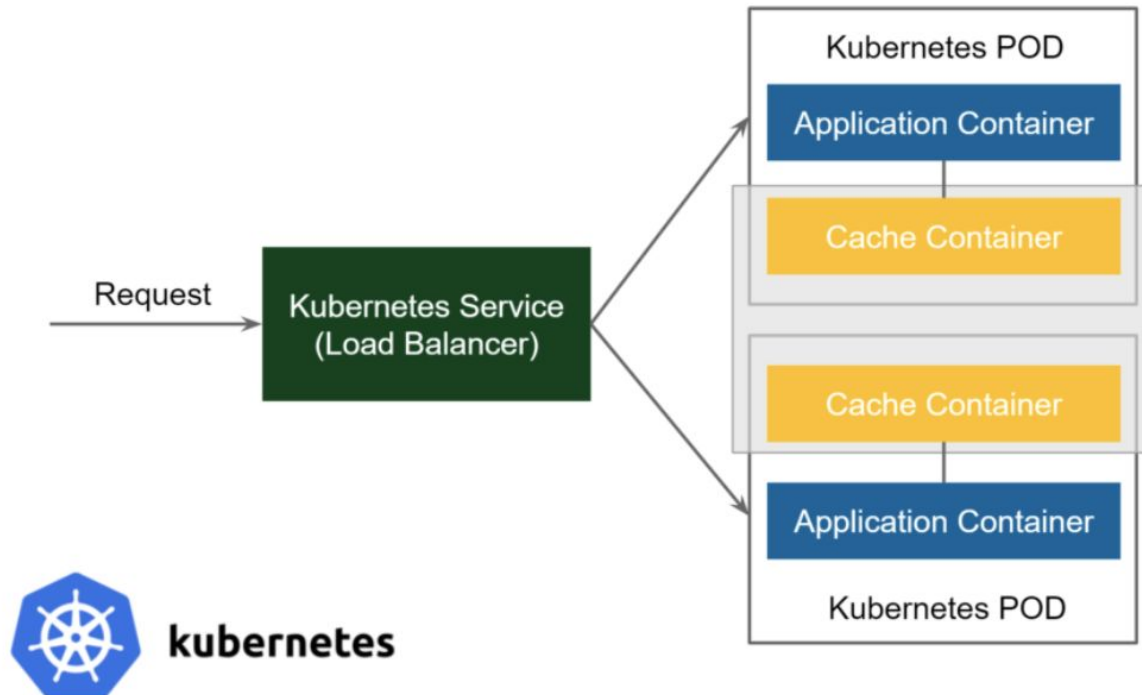 Kubernetes POD
Application Container
Cache Container
Request
Kubernetes Service
(Load Balancer)
Cache Container
Application Container
Kubernetes POD
kubernetes